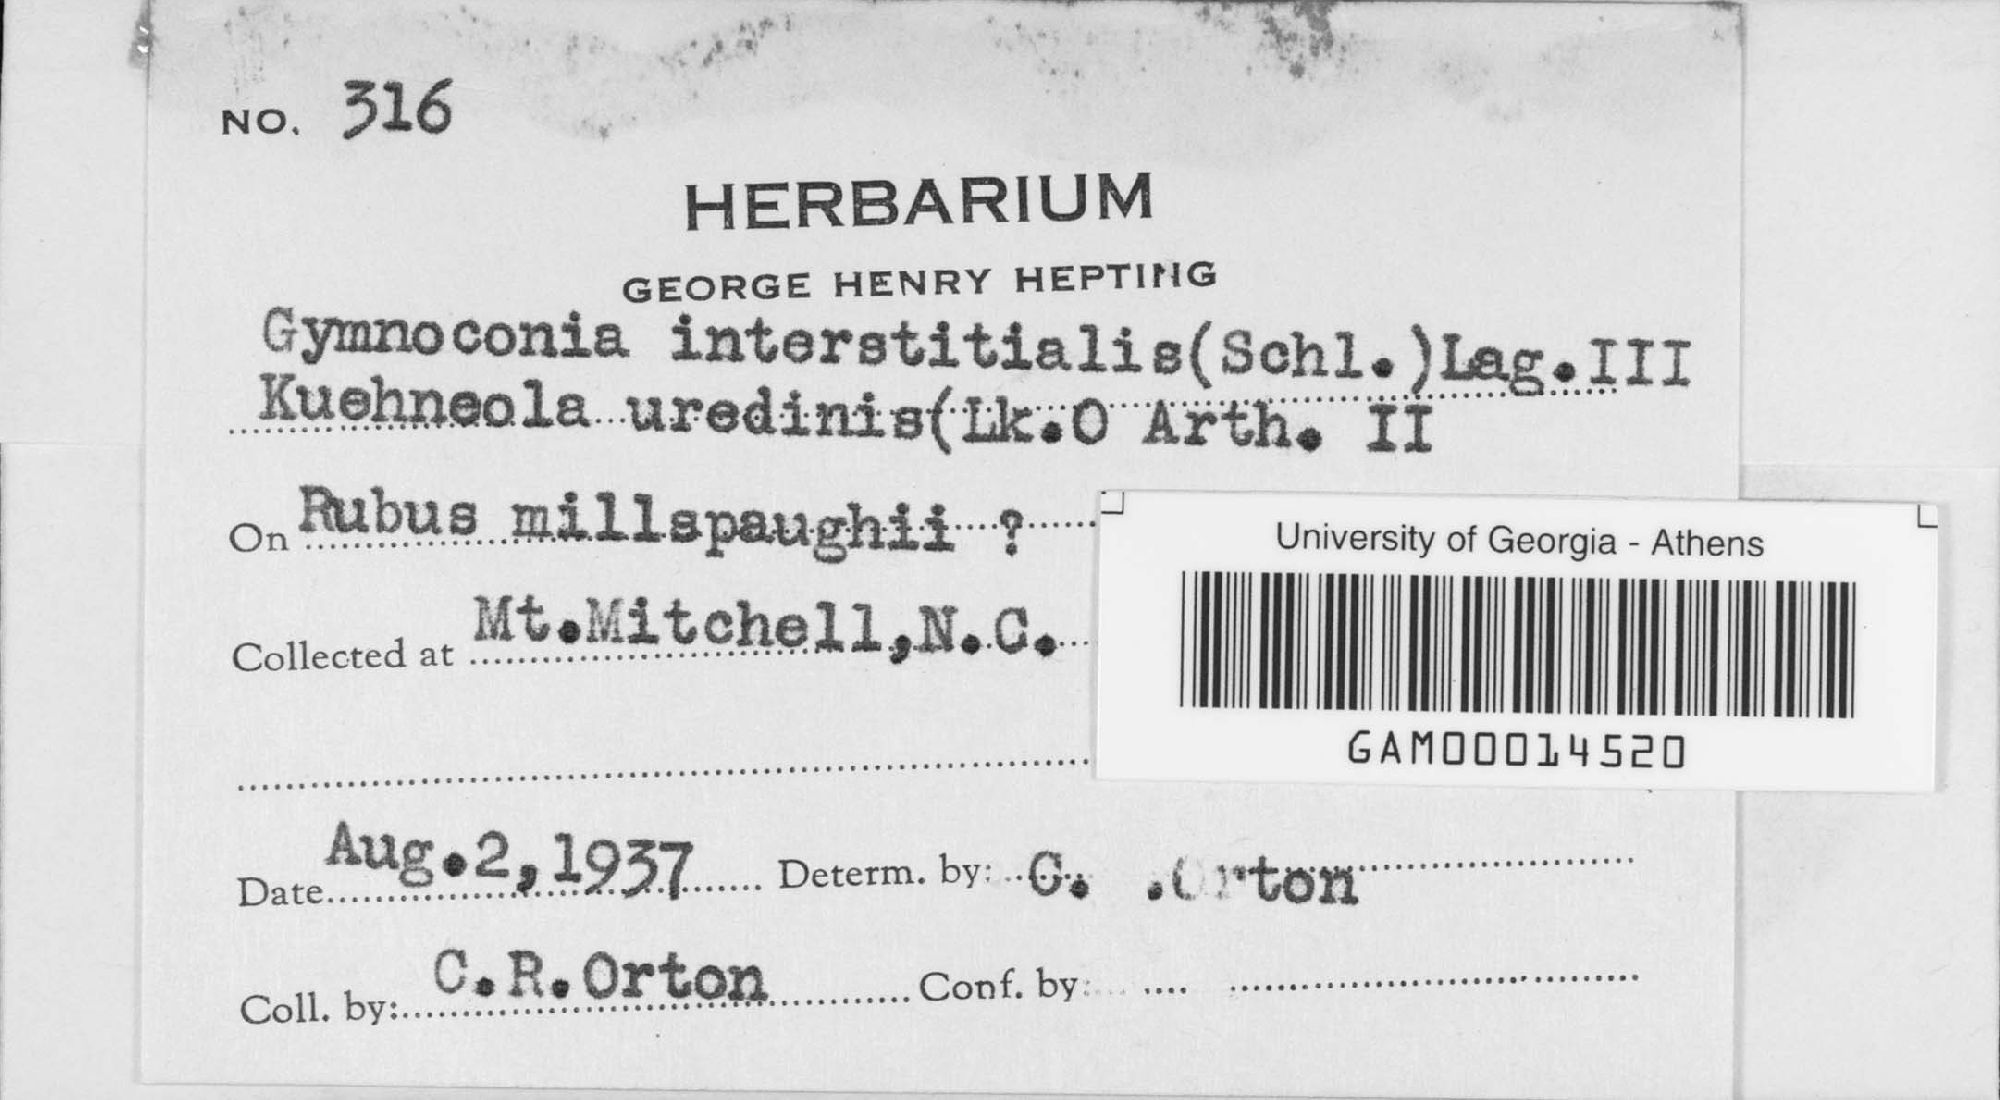 NO. 316
HERBARIUM
GEORGE HENRY HEPTING
Gymnoconia interstitialis(Schl.)Lag.III
Kuehneola uredinis(Lk.O Arth. II
On Rubus millspaughii ?
Collected at Mt.Mitchell,N.C.
University of Georgia - Athens
GAM00014520
Date Aug.2,1937 Determ. by: C. .Orton
Coll. by: C.R.Orton Conf. by: